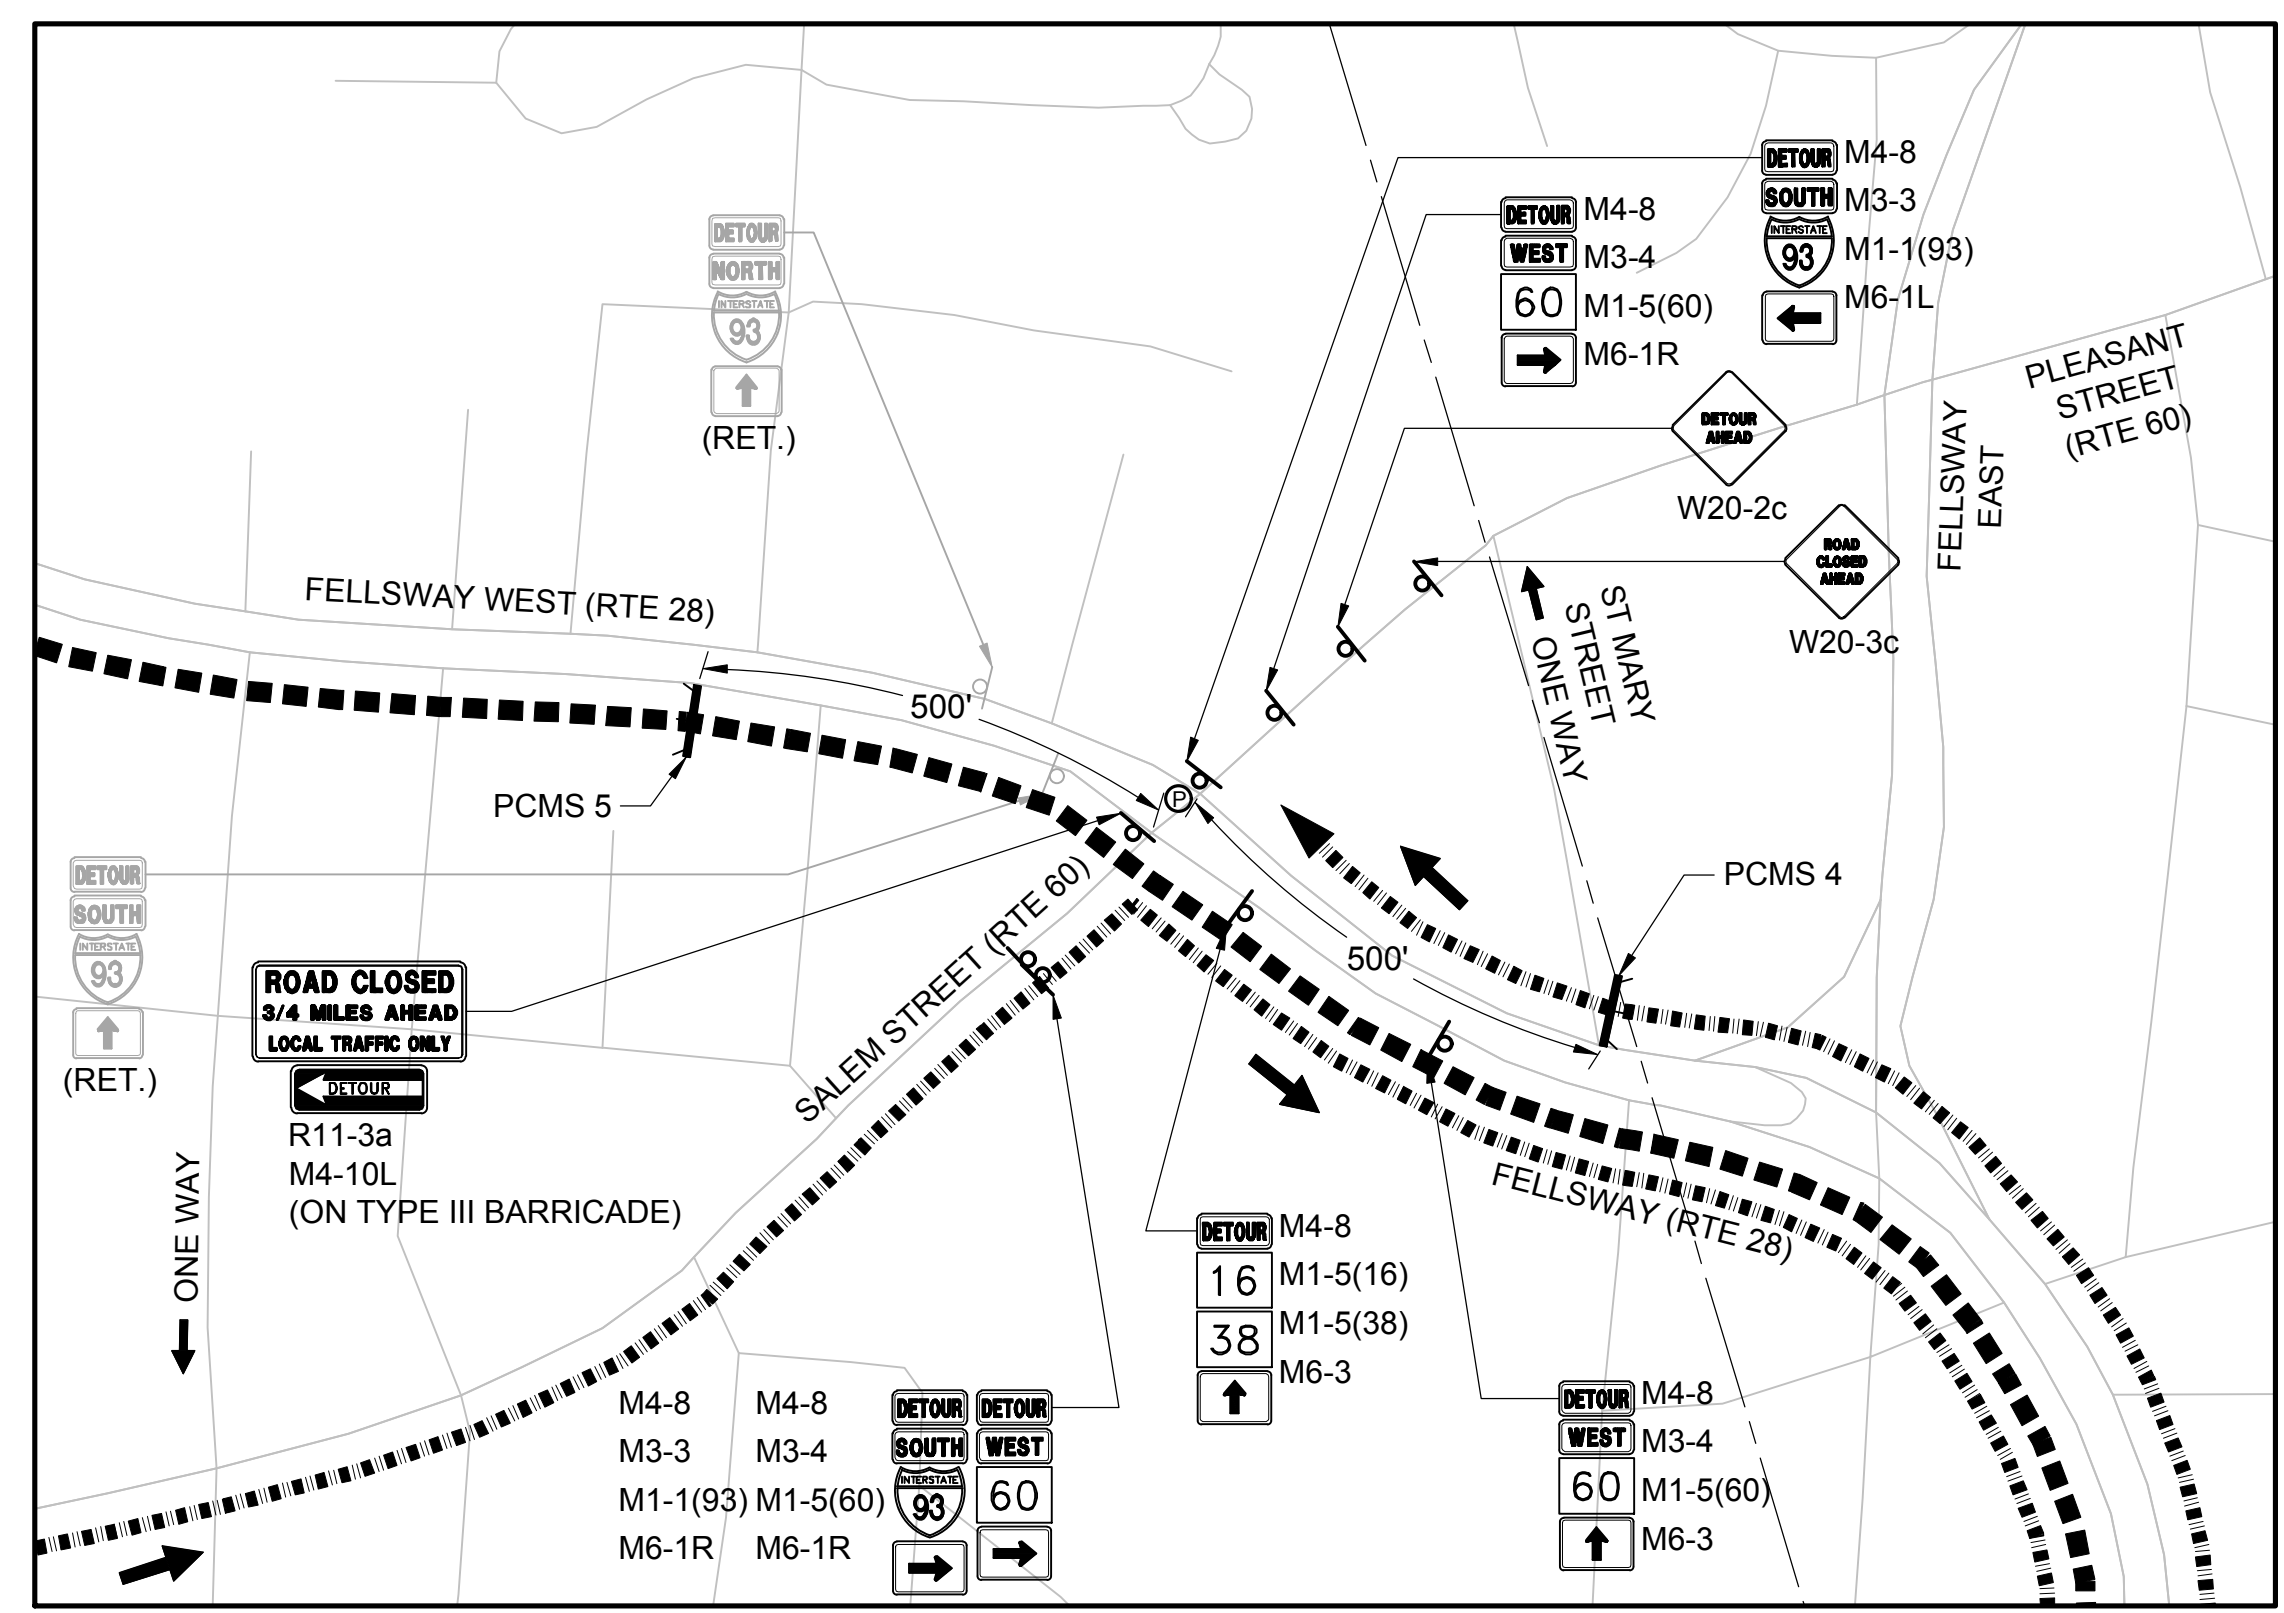 DETOUR
SOUTH
INTERSTATE
93
M4-8
M3-3
M1-1(93)
M6-1L
DETOUR
WEST
60
M4-8
M3-4
M1-5(60)
M6-1R
DETOUR
NORTH
INTERSTATE
93
(RET.)
PLEASANT
STREET
(RTE 60)
DETOUR
AHEAD
W20-2c
FELLSWAY
EAST
ROAD
CLOSED
AHEAD
W20-3c
FELLSWAY WEST (RTE 28)
ST MARY
STREET
ONE WAY
500'
PCMS 5
P
PCMS 4
500'
DETOUR
SOUTH
INTERSTATE
93
(RET.)
ROAD CLOSED
3/4 MILES AHEAD
LOCAL TRAFFIC ONLY
DETOUR
R11-3a
M4-10L
(ON TYPE III BARRICADE)
SALEM STREET (RTE 60)
ONE WAY
FELLSWAY (RTE 28)
DETOUR
16
38
M4-8
M1-5(16)
M1-5(38)
M6-3
M4-8
M3-3
M1-1(93)
M6-1R
M4-8
M3-4
M1-5(60)
M6-1R
DETOUR
SOUTH
INTERSTATE
93
DETOUR
WEST
60
DETOUR
WEST
60
M4-8
M3-4
M1-5(60)
M6-3